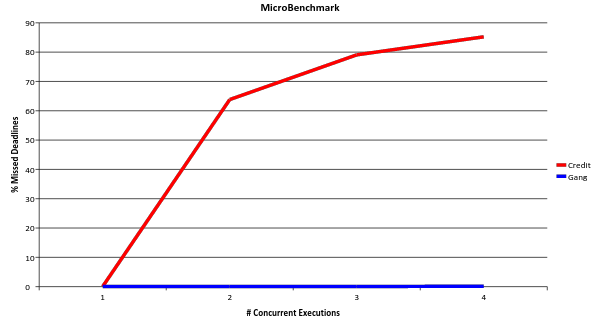 MicroBenchmark
90
80
70
60
50
40
30
20
10
0
% Missed Deadlines
1 2 3 4
# Concurrent Executions
Credit
Gang